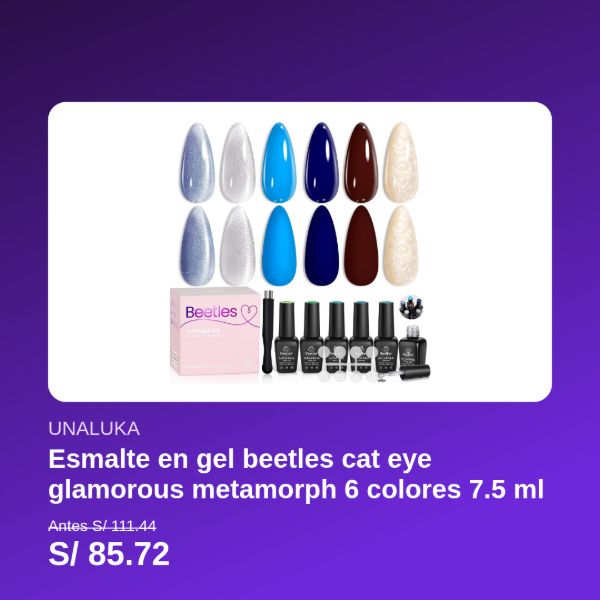 Beetles
UNALUKA
Esmalte en gel beetles cat eye
glamorous metamorph 6 colores 7.5 ml
Antes S/ 111.44
S/ 85.72